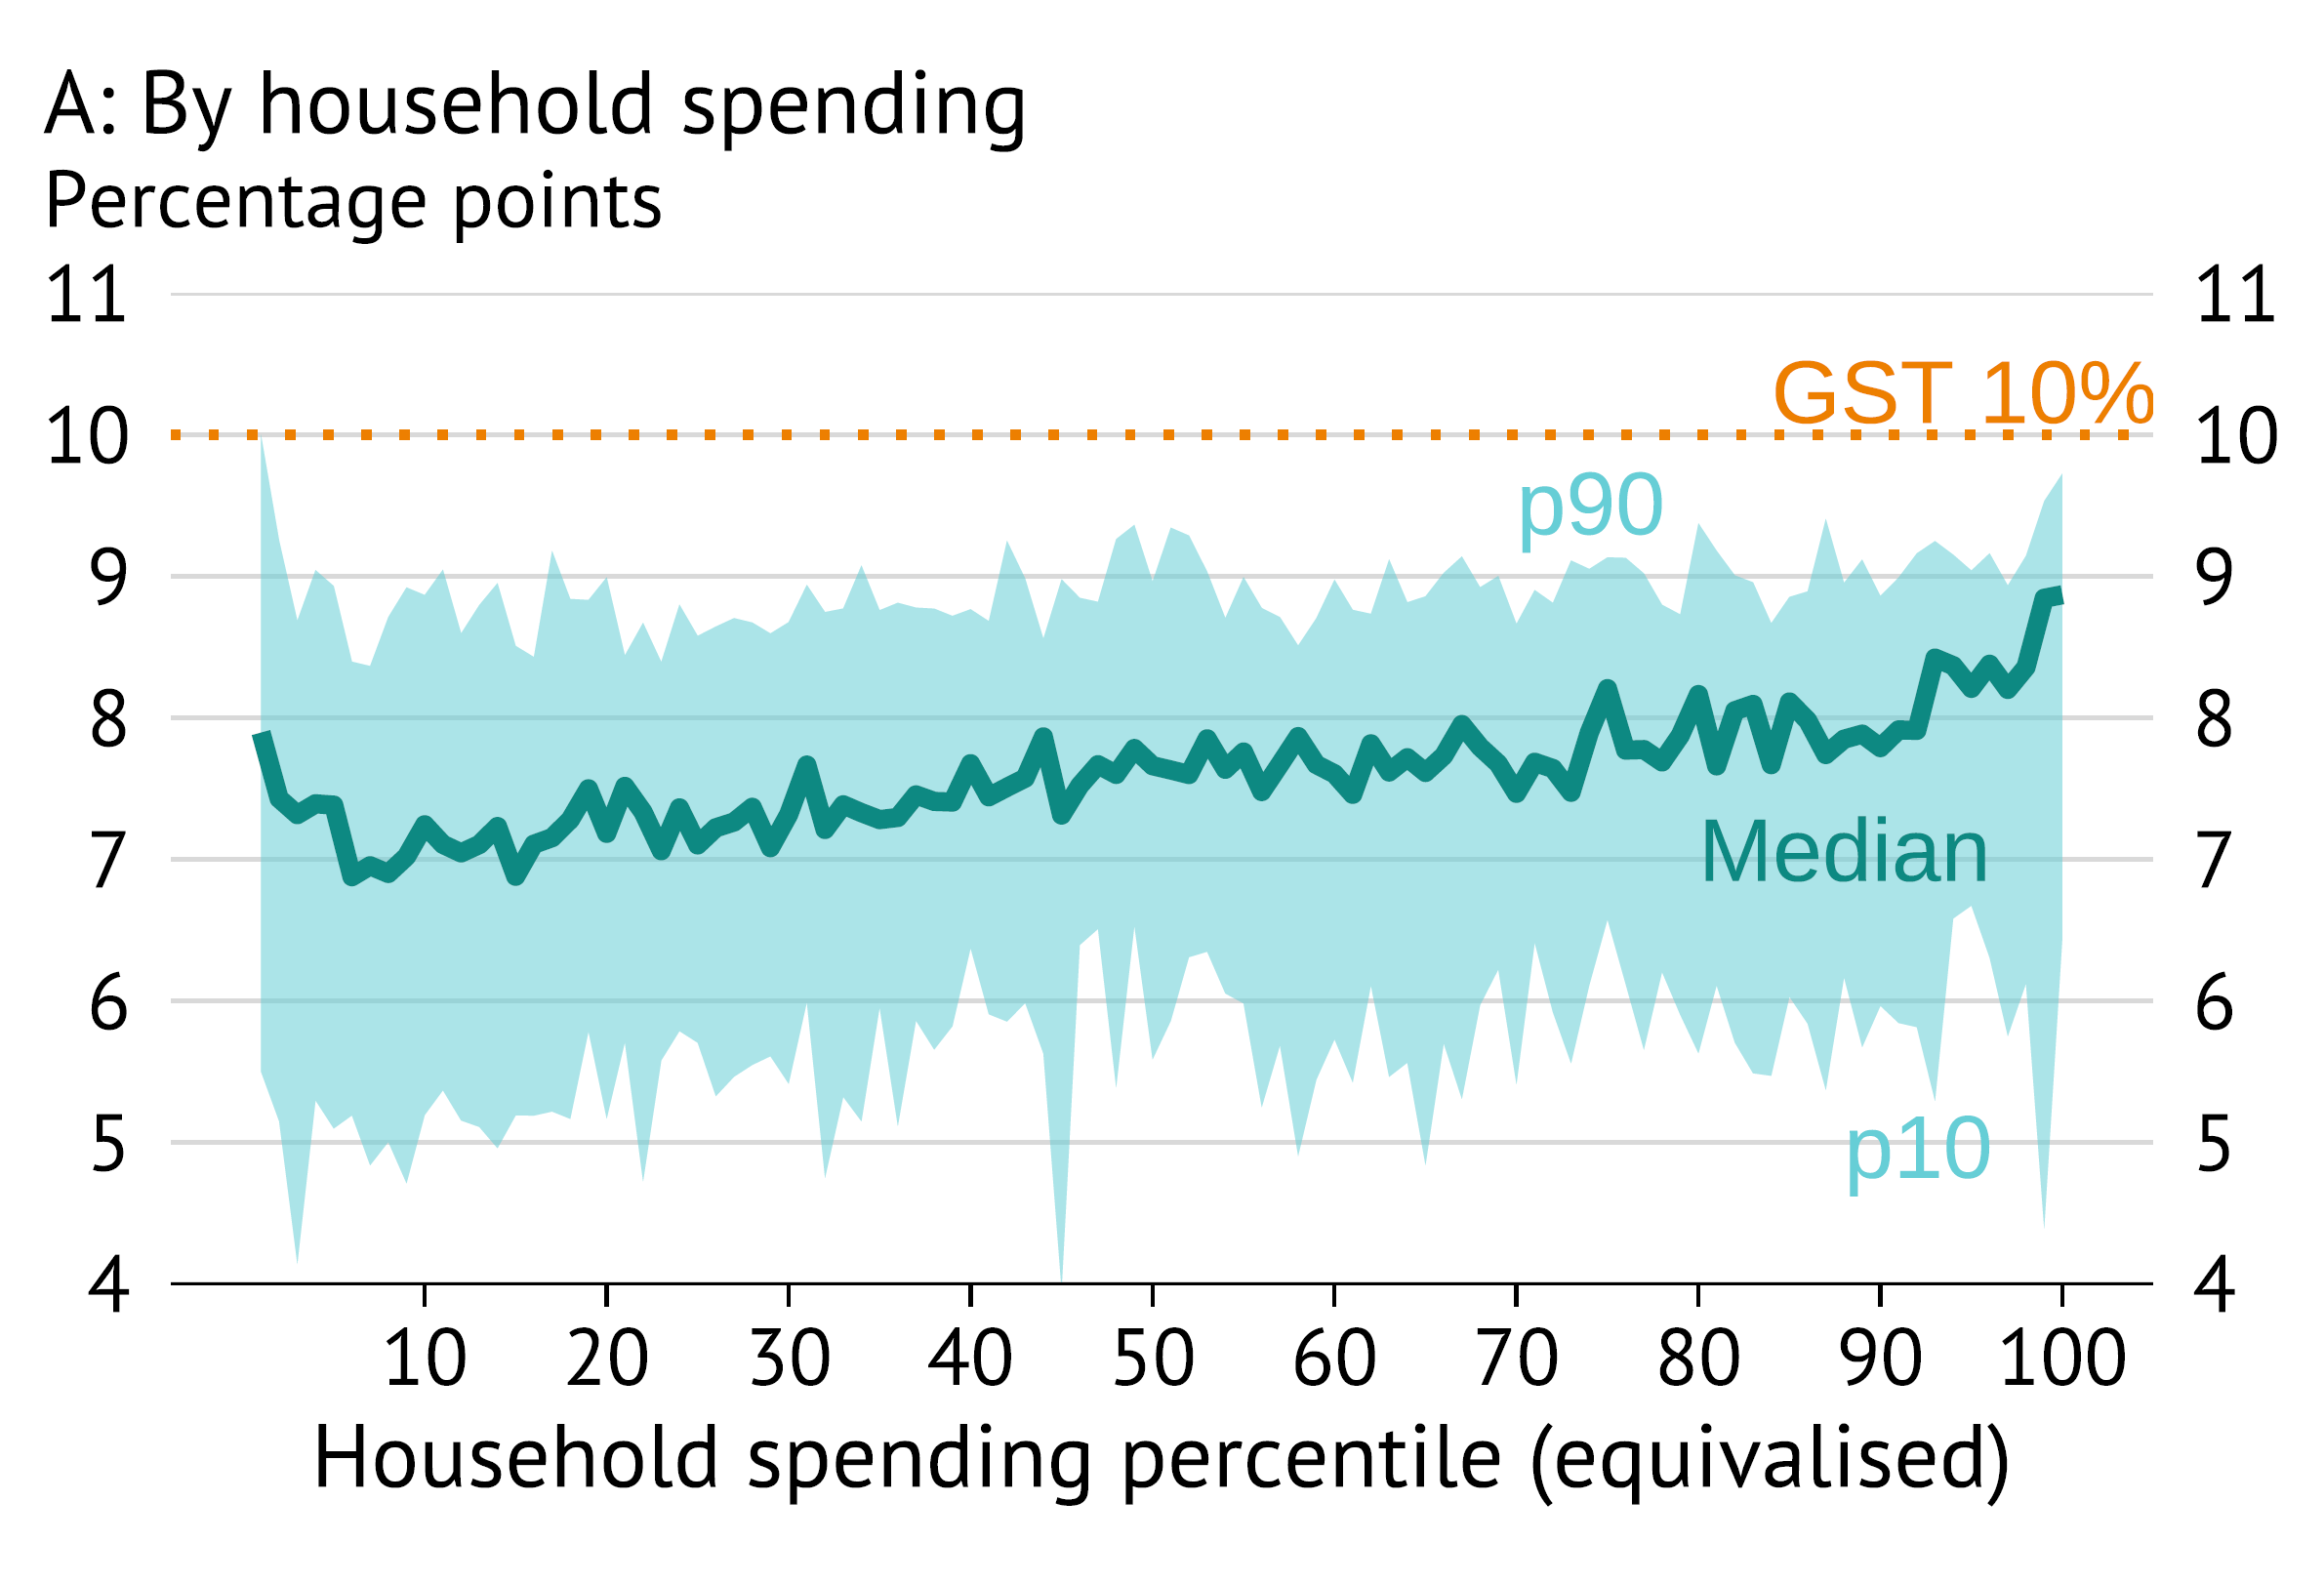 A: By household spending
Percentage points
11 11
GST 10%
10 10
p90
9 9
8 8
Median
7 7
6 6
p10
5 5
4 4
10 20 30 40 50 60 70 80 90 100
Household spending percentile (equivalised)